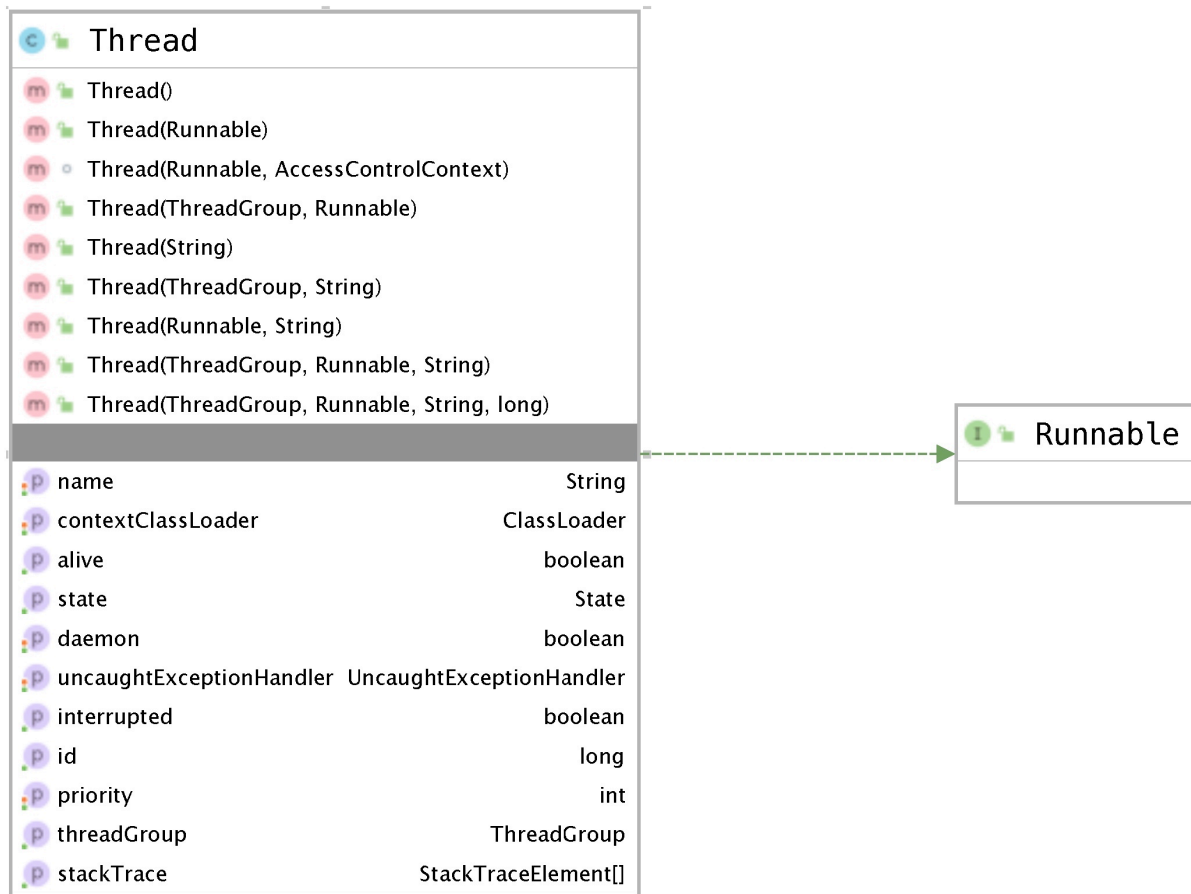 C Thread
m Thread()
m Thread(Runnable)
m Thread(Runnable, AccessControlContext)
m Thread(ThreadGroup, Runnable)
m Thread(String)
m Thread(ThreadGroup, String)
m Thread(Runnable, String)
m Thread(ThreadGroup, Runnable, String)
m Thread(ThreadGroup, Runnable, String, long)
p name String
p contextClassLoader ClassLoader
p alive boolean
p state State
p daemon boolean
p uncaughtExceptionHandler UncaughtExceptionHandler
p interrupted boolean
p id long
p priority int
p threadGroup ThreadGroup
p stackTrace StackTraceElement[]
I Runnable